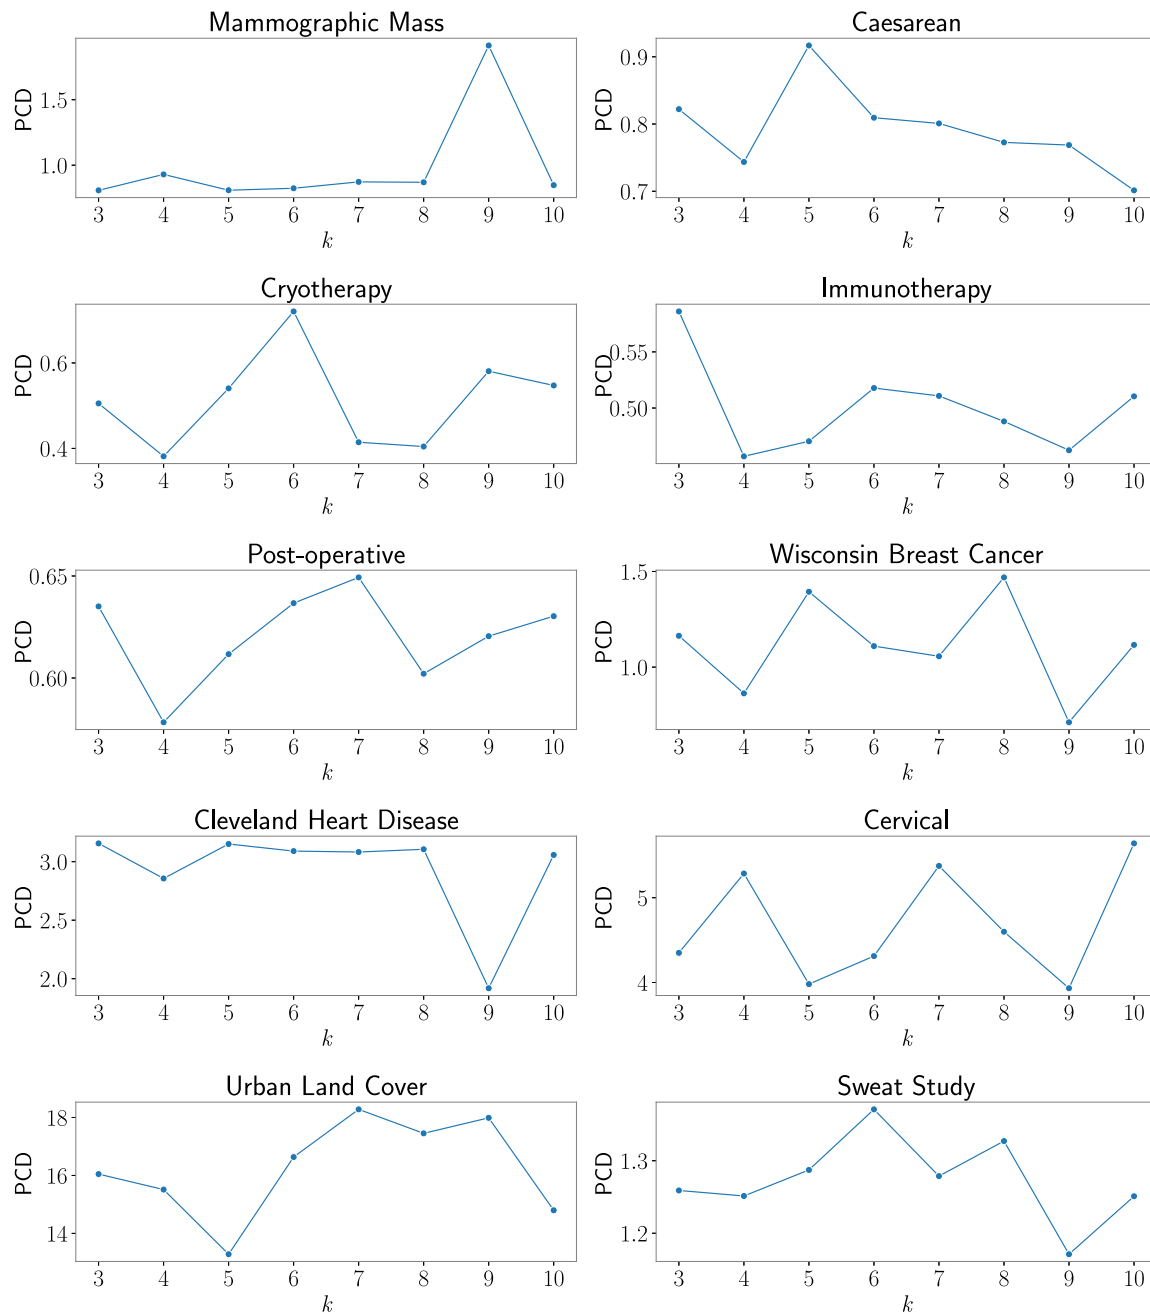 Mammographic Mass
PCD
1.5
1.0
3 4 5 6 7 8 9 10
k
Caesarean
PCD
0.9
0.8
0.7
3 4 5 6 7 8 9 10
k
Cryotherapy
PCD
0.6
0.4
3 4 5 6 7 8 9 10
k
Immunotherapy
PCD
0.55
0.50
3 4 5 6 7 8 9 10
k
Post-operative
PCD
0.65
0.60
3 4 5 6 7 8 9 10
k
Wisconsin Breast Cancer
PCD
1.5
1.0
3 4 5 6 7 8 9 10
k
Cleveland Heart Disease
PCD
3.0
2.5
2.0
3 4 5 6 7 8 9 10
k
Cervical
PCD
5
4
3 4 5 6 7 8 9 10
k
Urban Land Cover
PCD
18
16
14
3 4 5 6 7 8 9 10
k
Sweat Study
PCD
1.3
1.2
3 4 5 6 7 8 9 10
k